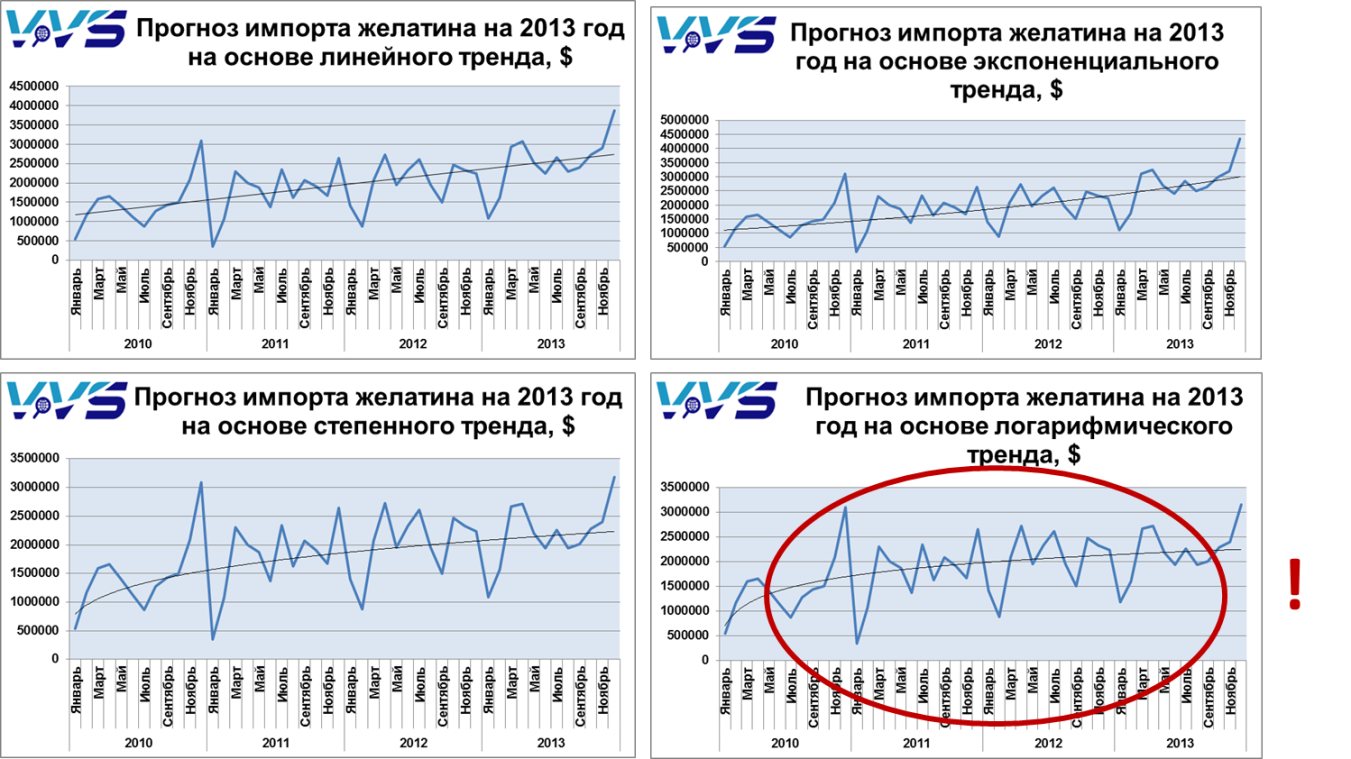 VVS
Прогноз импорта желатина на 2013 год
на основе линейного тренда, $
4500000
4000000
3500000
3000000
2500000
2000000
1500000
1000000
500000
0
Январь Март Май Июль Сентябрь Ноябрь Январь Март Май Июль Сентябрь Ноябрь Январь Март Май Июль Сентябрь Ноябрь Январь Март Май Июль Сентябрь Ноябрь
2010 2011 2012 2013
VVS
Прогноз импорта желатина на 2013
год на основе экспоненциального
тренда, $
5000000
4500000
4000000
3500000
3000000
2500000
2000000
1500000
1000000
500000
0
Январь Март Май Июль Сентябрь Ноябрь Январь Март Май Июль Сентябрь Ноябрь Январь Март Май Июль Сентябрь Ноябрь Январь Март Май Июль Сентябрь Ноябрь
2010 2011 2012 2013
VVS
Прогноз импорта желатина на 2013 год
на основе степенного тренда, $
3500000
3000000
2500000
2000000
1500000
1000000
500000
0
Январь Март Май Июль Сентябрь Ноябрь Январь Март Май Июль Сентябрь Ноябрь Январь Март Май Июль Сентябрь Ноябрь Январь Март Май Июль Сентябрь Ноябрь
2010 2011 2012 2013
VVS
Прогноз импорта желатина на 2013
год на основе логарифмического
тренда, $
3500000
3000000
2500000
2000000
1500000
1000000
500000
0
Январь Март Май Июль Сентябрь Ноябрь Январь Март Май Июль Сентябрь Ноябрь Январь Март Май Июль Сентябрь Ноябрь Январь Март Май Июль Сентябрь Ноябрь
2010 2011 2012 2013
!